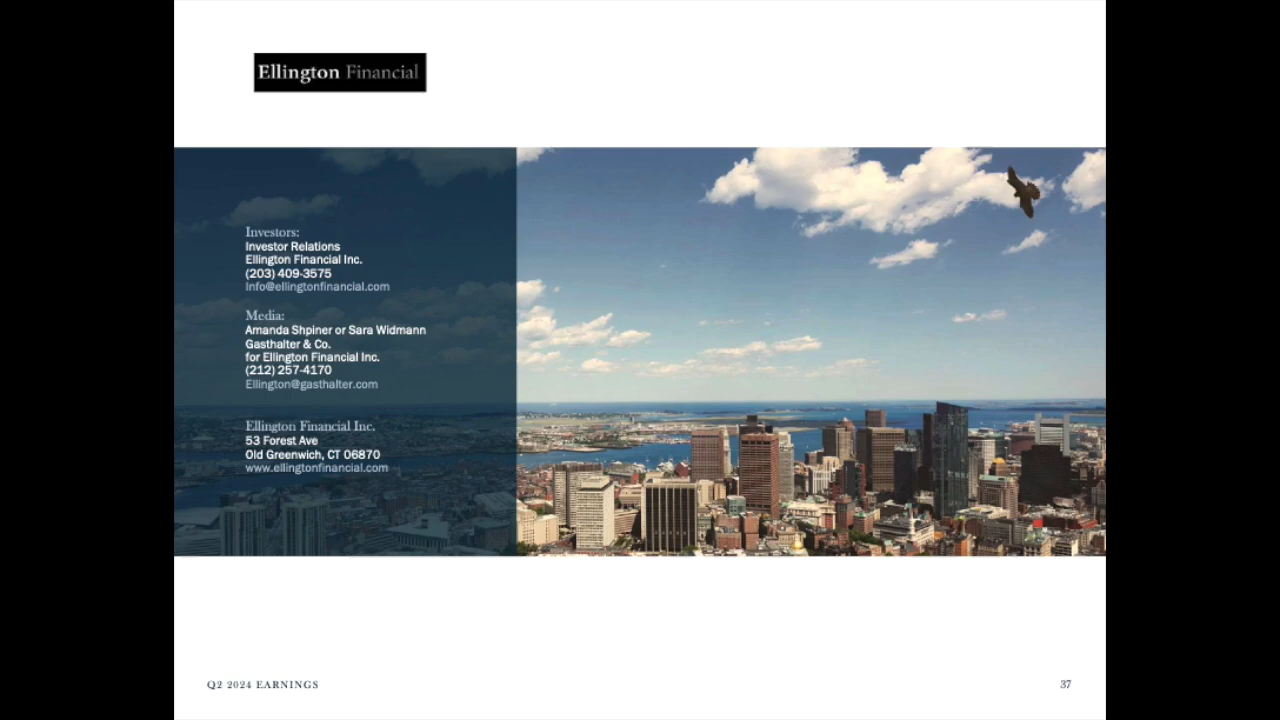 Ellington Financial
Investors:
Investor Relations
Ellington Financial Inc.
(203) 409-3575
Info@ellingtonfinancial.com
Media:
Amanda Shpiner or Sara Widmann
Gasthalter & Co.
for Ellington Financial Inc.
(212) 257-4170
Ellington@gasthalter.com
Ellington Financial Inc.
53 Forest Ave
Old Greenwich, CT 06870
www.ellingtonfinancial.com
Q2 2024 EARNINGS
37